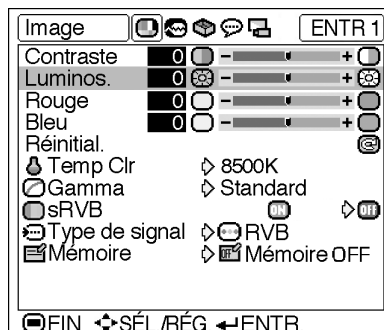 Image ENTR 1
Contraste 0 - +
Luminos. 0 - +
Rouge 0 - +
Bleu 0 - +
Réinitial.
Temp Clr 8500K
Gamma Standard
sRVB ON OFF
Type de signal RVB
Mémoire OFF Mémoire OFF
FIN SÉL /RÉG ENTR